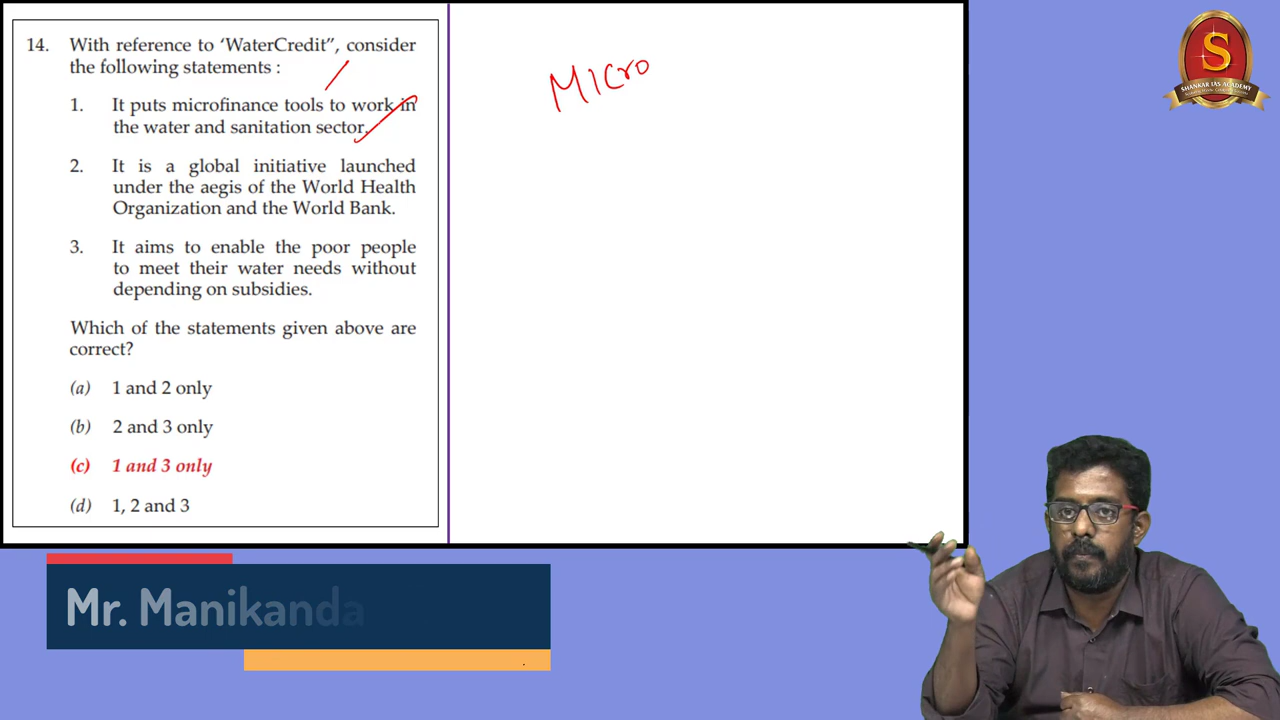 14. With reference to ‘WaterCredit”, consider
the following statements :
1. It puts microfinance tools to work in
the water and sanitation sector.
2. It is a global initiative launched
under the aegis of the World Health
Organization and the World Bank.
3. It aims to enable the poor people
to meet their water needs without
depending on subsidies.
Which of the statements given above are
correct?
(a) 1 and 2 only
(b) 2 and 3 only
(c) 1 and 3 only
(d) 1, 2 and 3
Micro
S
SHANKAR IAS ACADEMY
Mr. Manikanda